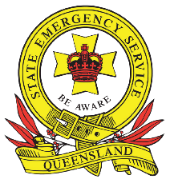 STATE EMERGENCY SERVICE
BE AWARE
QUEENSLAND